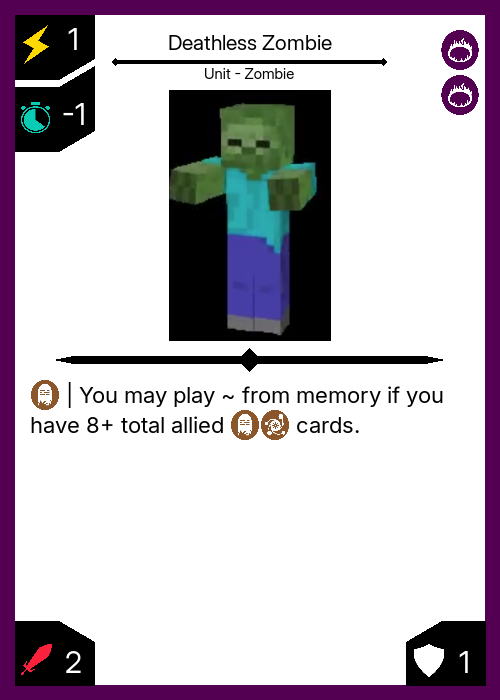 1
Deathless Zombie
Unit - Zombie
-1
| You may play ~ from memory if you
have 8+ total allied cards.
2
1